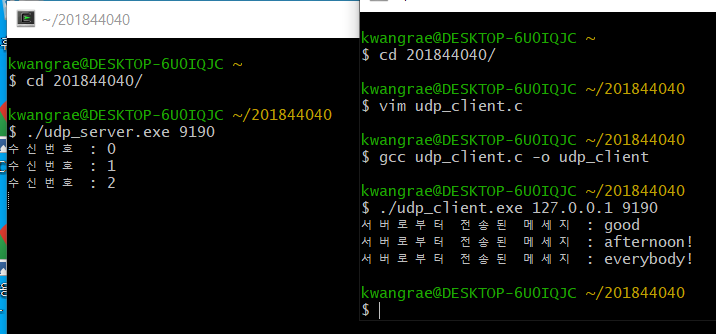 ~/201844040
kwangrae@DESKTOP-6U0IQJC ~
$ cd 201844040/
kwangrae@DESKTOP-6U0IQJC ~/201844040
$ ./udp_server.exe 9190
수신번호 : 0
수신번호 : 1
수신번호 : 2
kwangrae@DESKTOP-6U0IQJC ~
$ cd 201844040/
kwangrae@DESKTOP-6U0IQJC ~/201844040
$ vim udp_client.c
kwangrae@DESKTOP-6U0IQJC ~/201844040
$ gcc udp_client.c -o udp_client
kwangrae@DESKTOP-6U0IQJC ~/201844040
$ ./udp_client.exe 127.0.0.1 9190
서버로부터 전송된 메세지 : good
서버로부터 전송된 메세지 : afternoon!
서버로부터 전송된 메세지 : everybody!
kwangrae@DESKTOP-6U0IQJC ~/201844040
$